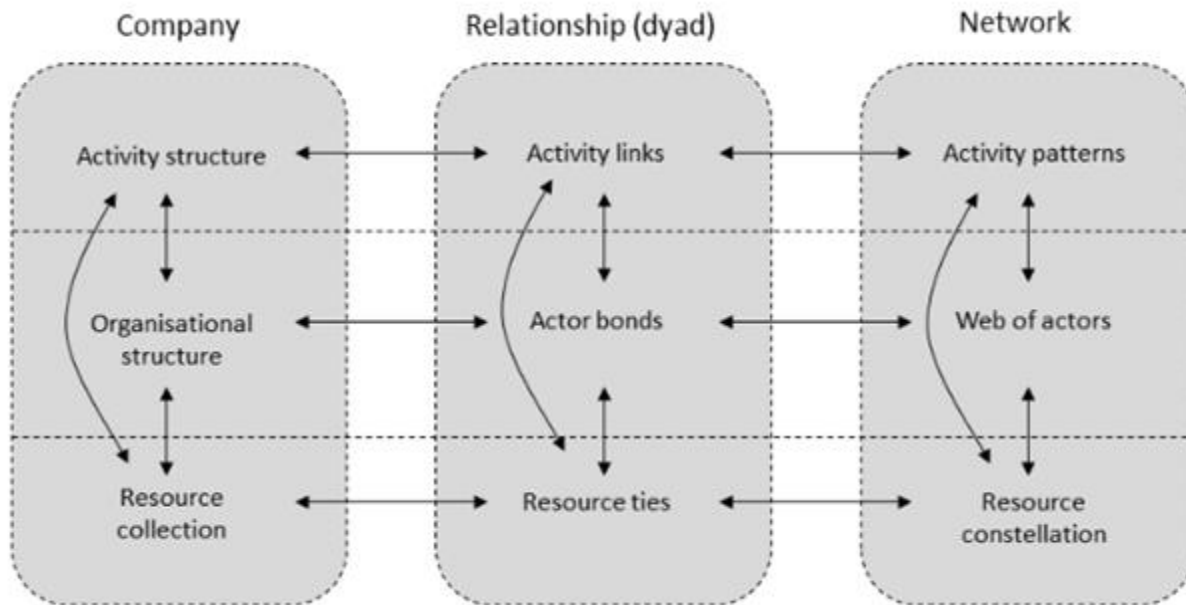 Company
Relationship (dyad)
Network
Activity structure
Activity links
Activity patterns
Organisational
structure
Actor bonds
Web of actors
Resource
collection
Resource ties
Resource
constellation